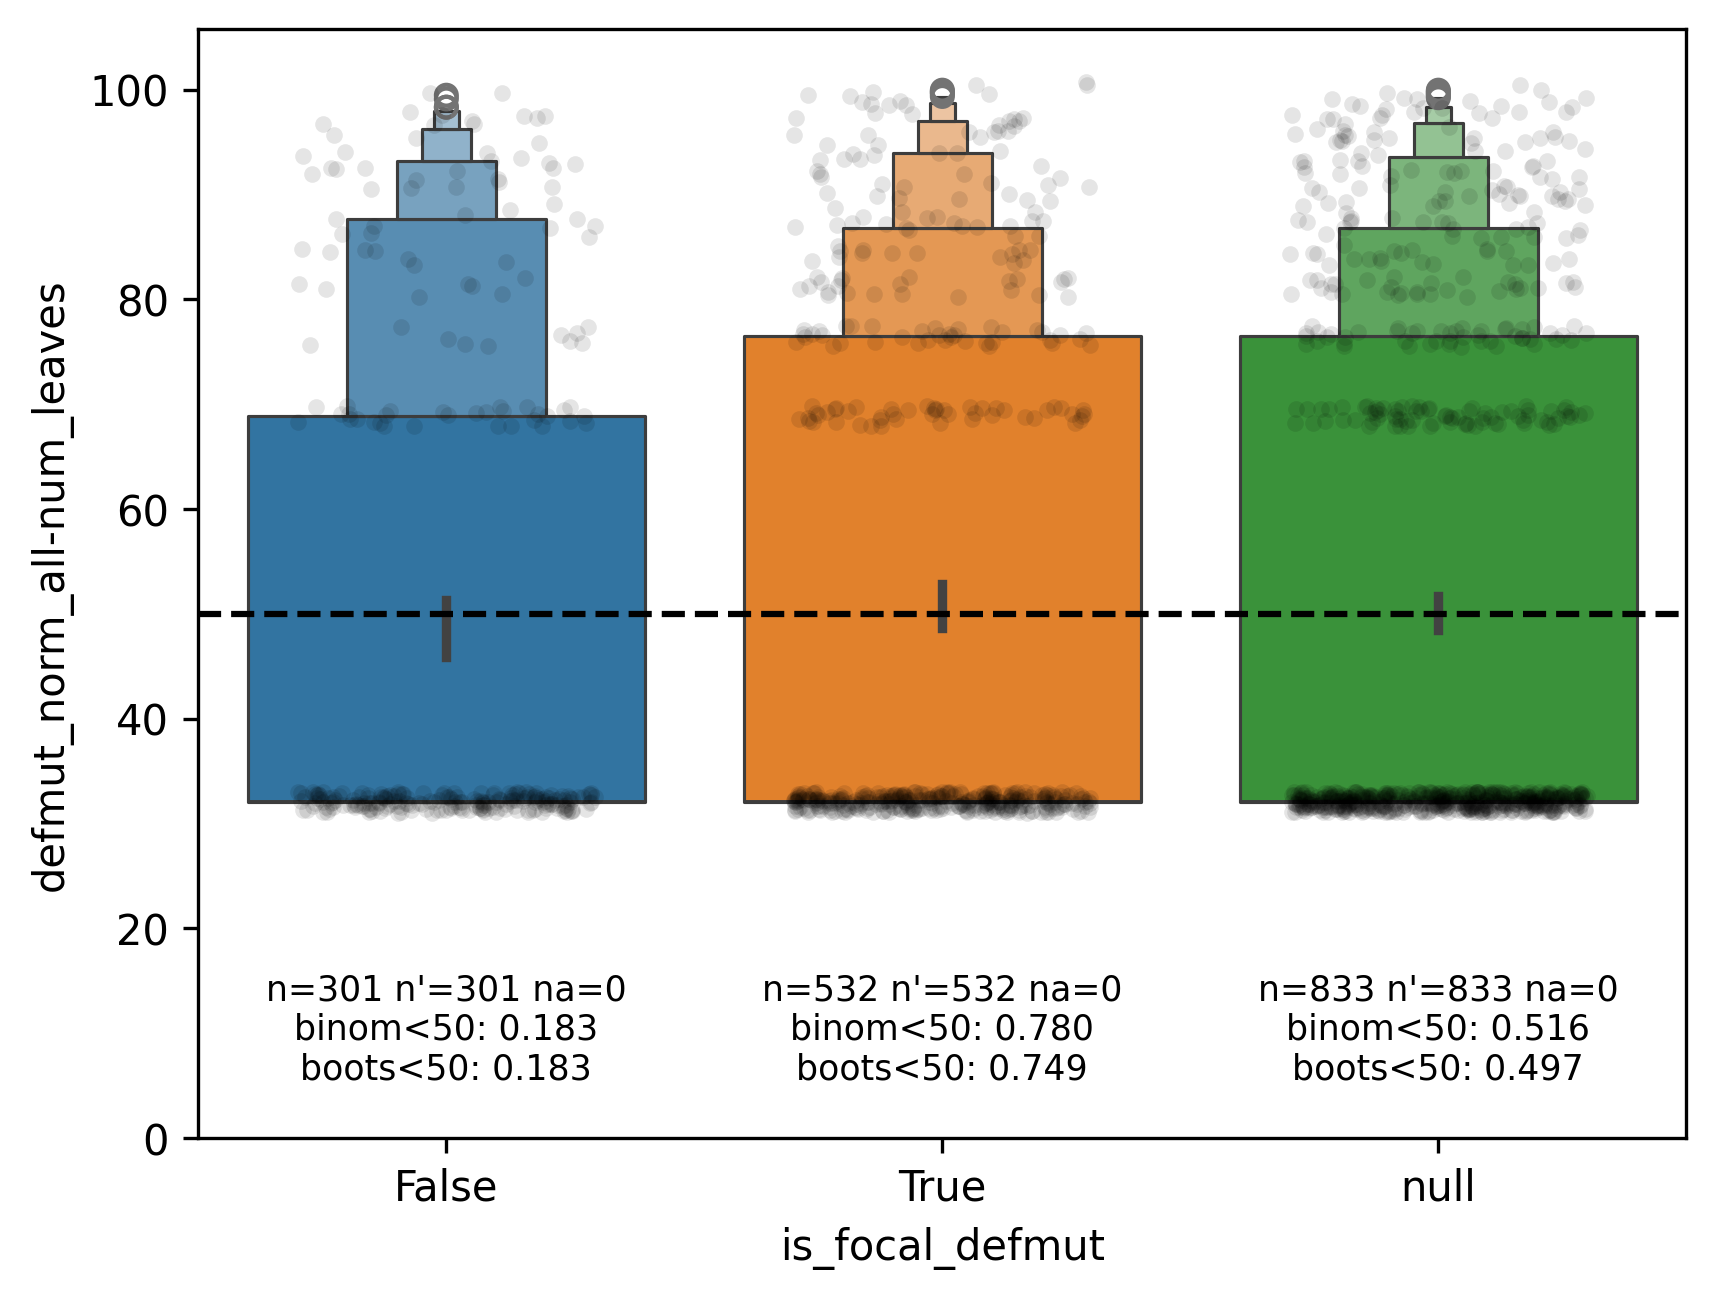 defmut_norm_all-num_leaves
100
80
60
40
20
0
n=301 n'=301 na=0
binom<50: 0.183
boots<50: 0.183
n=532 n'=532 na=0
binom<50: 0.780
boots<50: 0.749
n=833 n'=833 na=0
binom<50: 0.516
boots<50: 0.497
False
True
null
is_focal_defmut